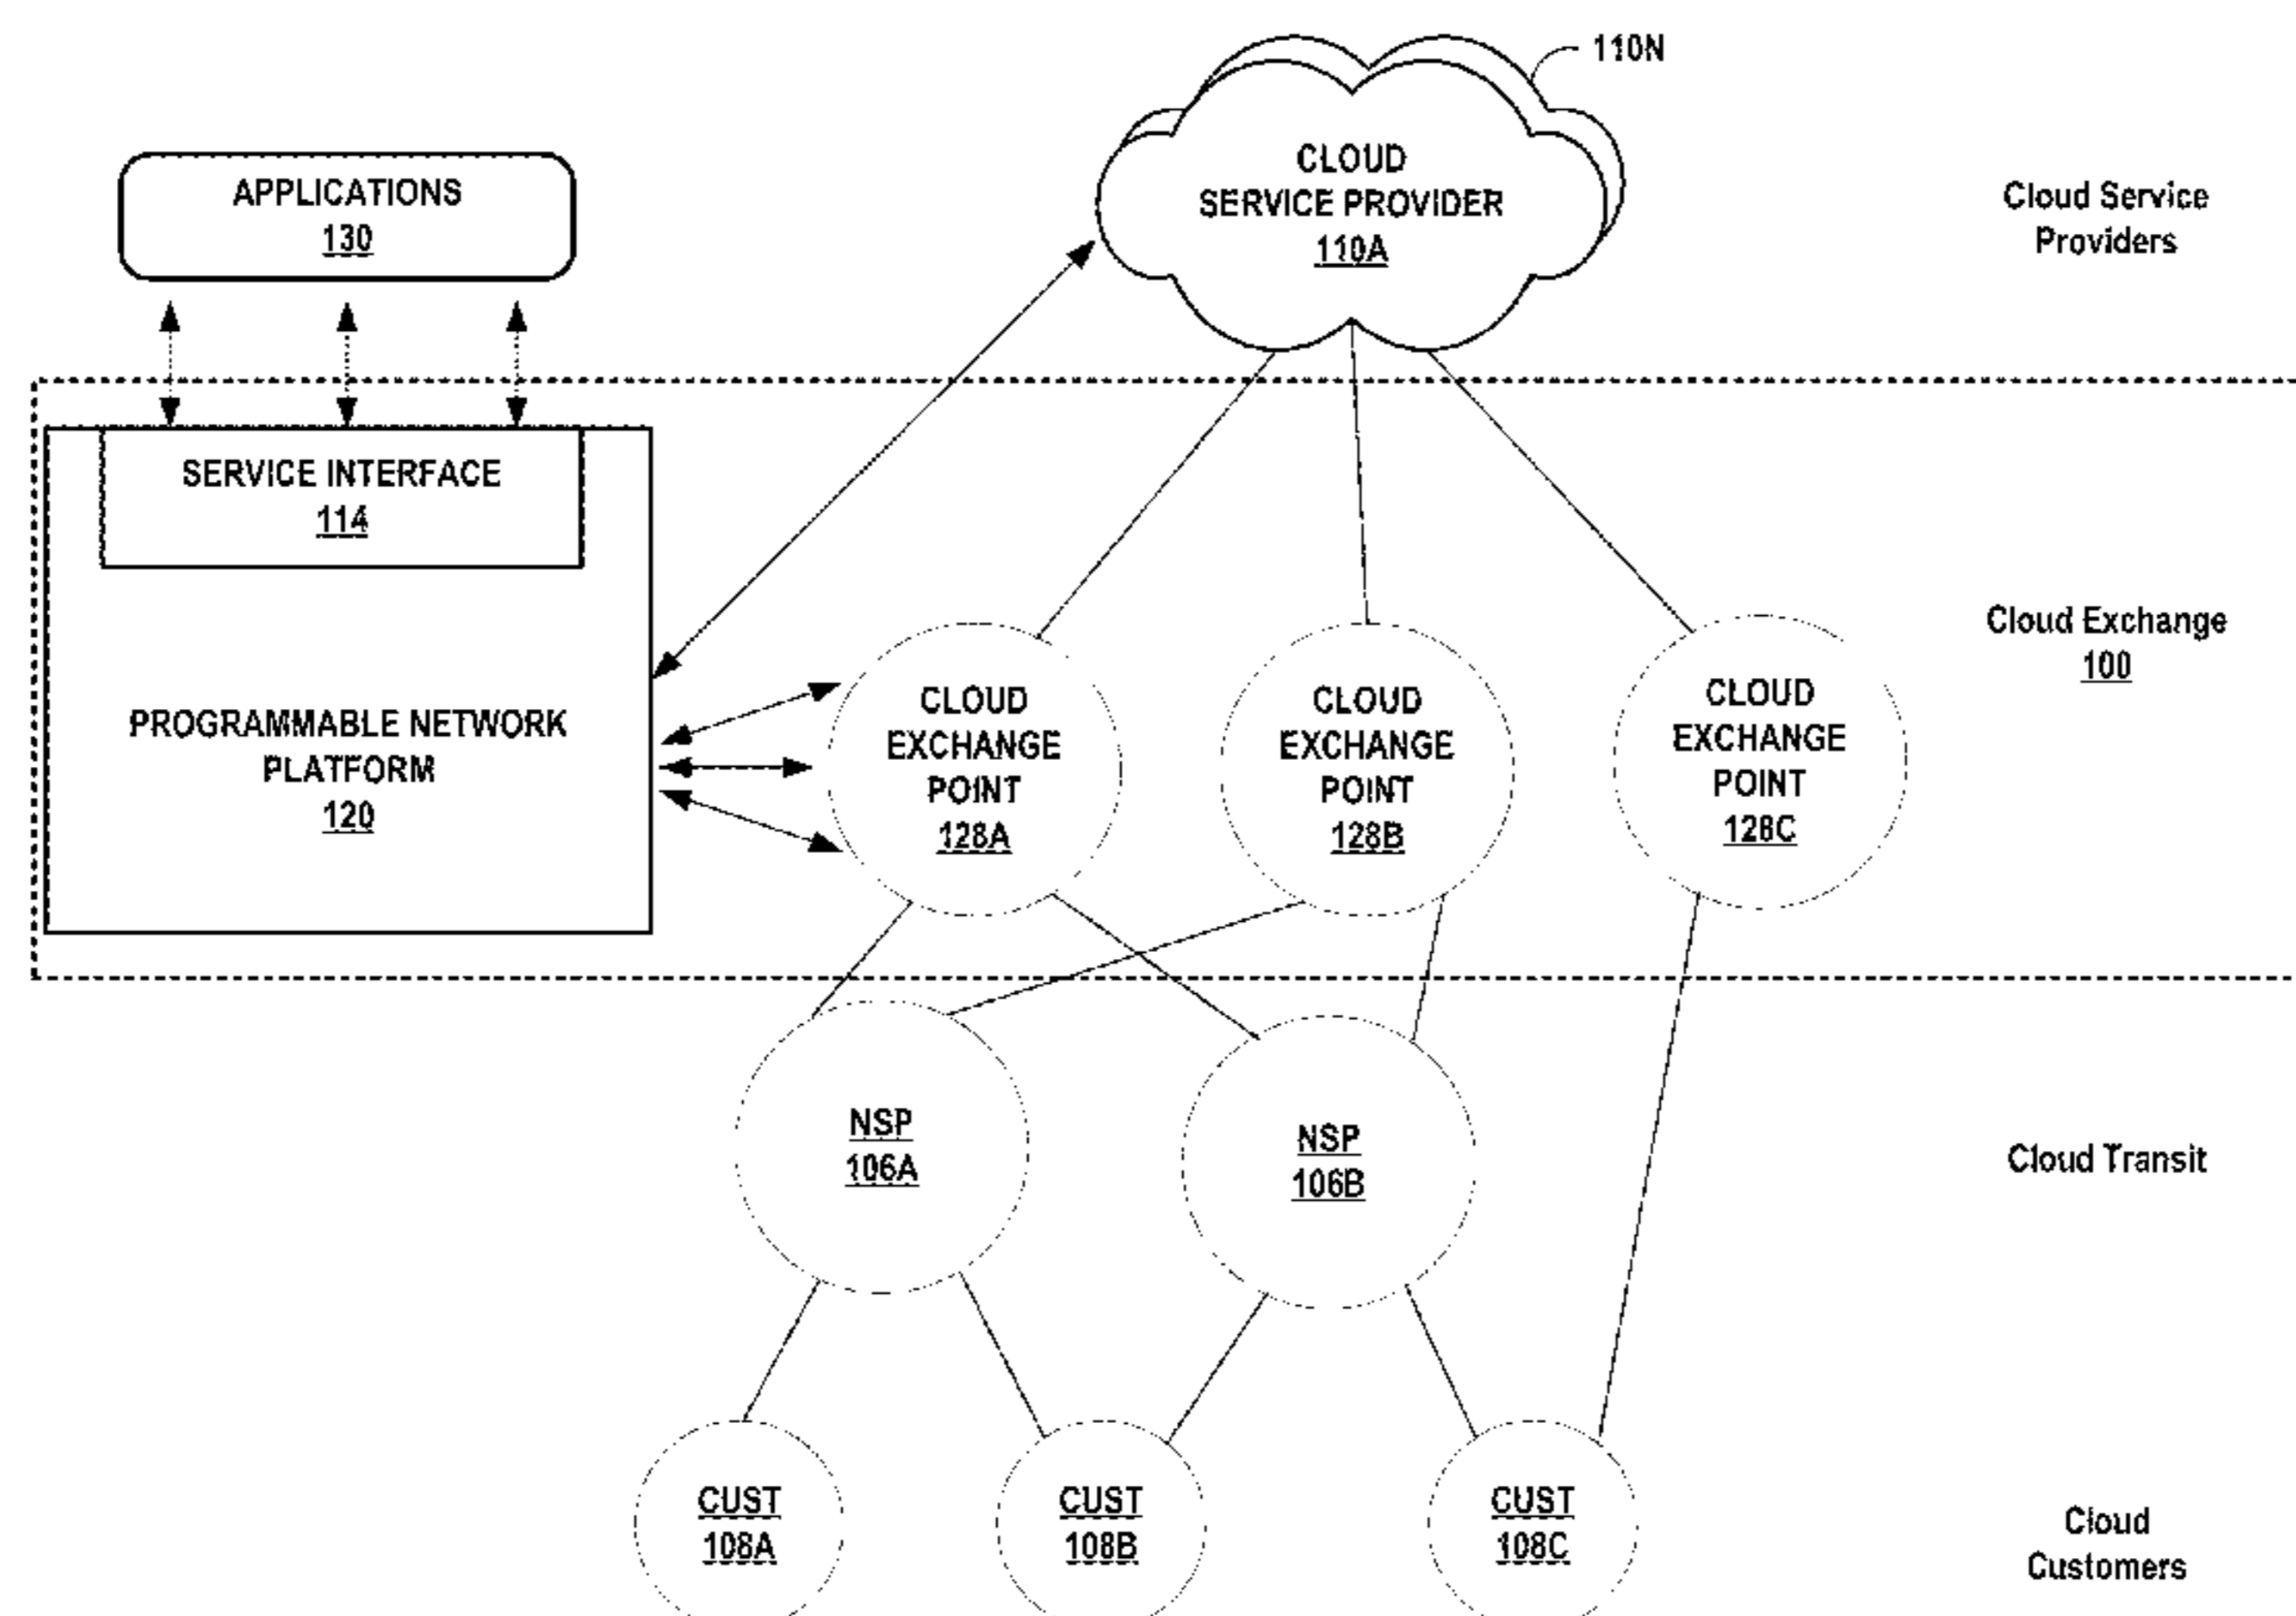 110N
CLOUD
SERVICE PROVIDER
110A
Cloud Service
Providers
APPLICATIONS
130
SERVICE INTERFACE
114
PROGRAMMABLE NETWORK
PLATFORM
120
CLOUD
EXCHANGE
POINT
128A
CLOUD
EXCHANGE
POINT
128B
CLOUD
EXCHANGE
POINT
128C
Cloud Exchange
100
NSP
106A
NSP
106B
Cloud Transit
CUST
108A
CUST
108B
CUST
108C
Cloud
Customers